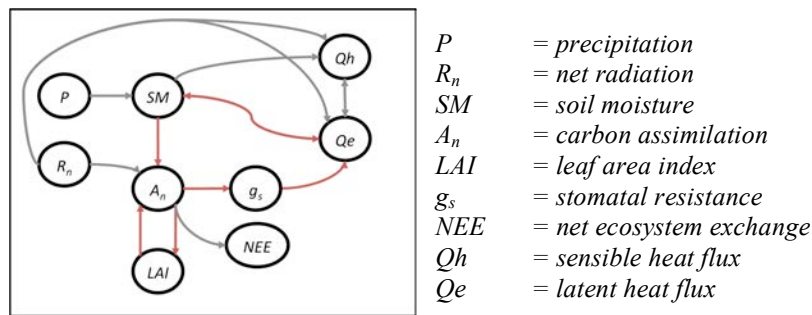 Qh
P
SM
Qe
Rn
An
gs
NEE
LAI
P = precipitation
Rn = net radiation
SM = soil moisture
An = carbon assimilation
LAI = leaf area index
gs = stomatal resistance
NEE = net ecosystem exchange
Qh = sensible heat flux
Qe = latent heat flux